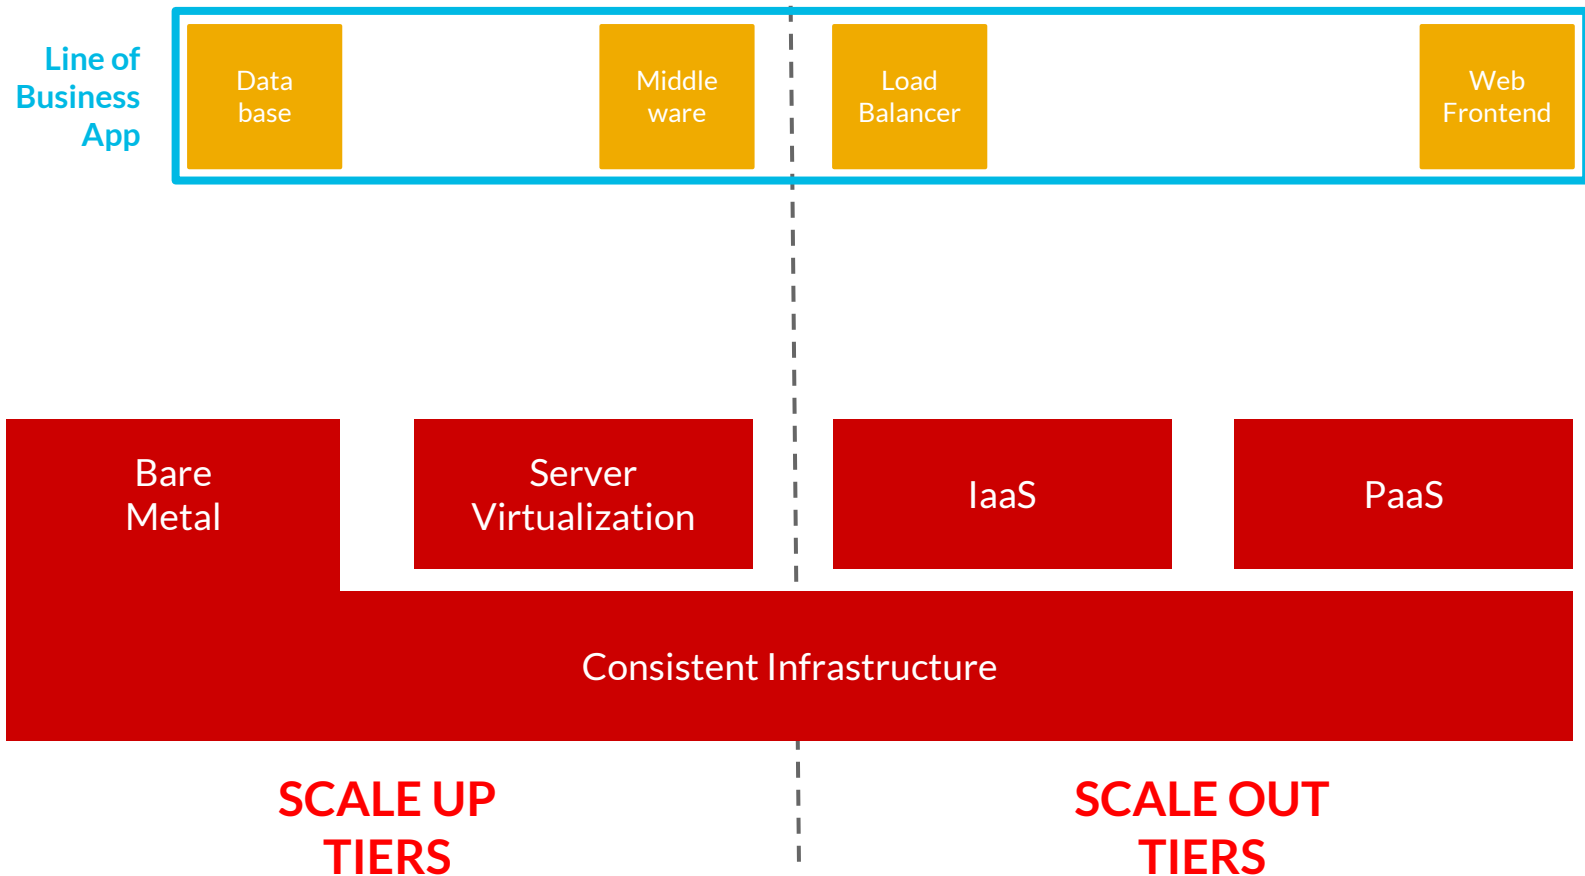 Line of
Business
App
Data
base
Middle
ware
Load
Balancer
Web
Frontend
Bare
Metal
Server
Virtualization
IaaS
PaaS
Consistent Infrastructure
SCALE UP
TIERS
SCALE OUT
TIERS